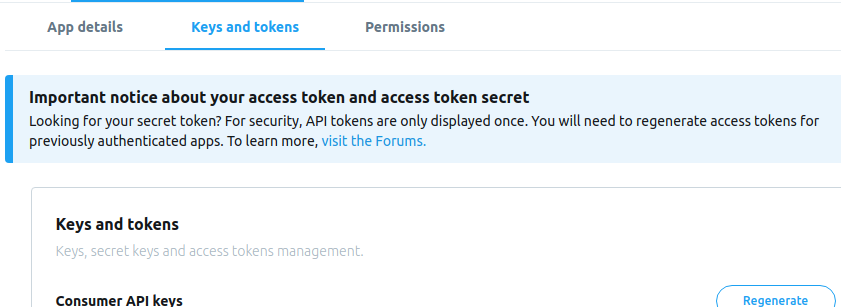 App details Keys and tokens Permissions
Important notice about your access token and access token secret
Looking for your secret token? For security, API tokens are only displayed once. You will need to regenerate access tokens for
previously authenticated apps. To learn more, visit the Forums.
Keys and tokens
Keys, secret keys and access tokens management.
Consumer API keys Regenerate